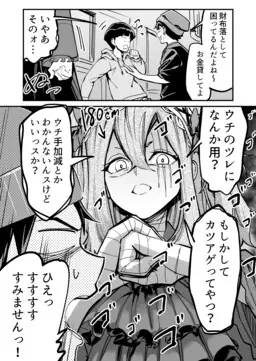 財布落として
困ってるんだよね〜
お金貸してよ
いやあ
そのォ…
180㎝
ウチのツレに
なんか用？
ウチ手加減とか
わかんないんスけど
いいっスか？
もしかして
カツアゲってやつ？
ひえっ
すすすす
すみませんっ！